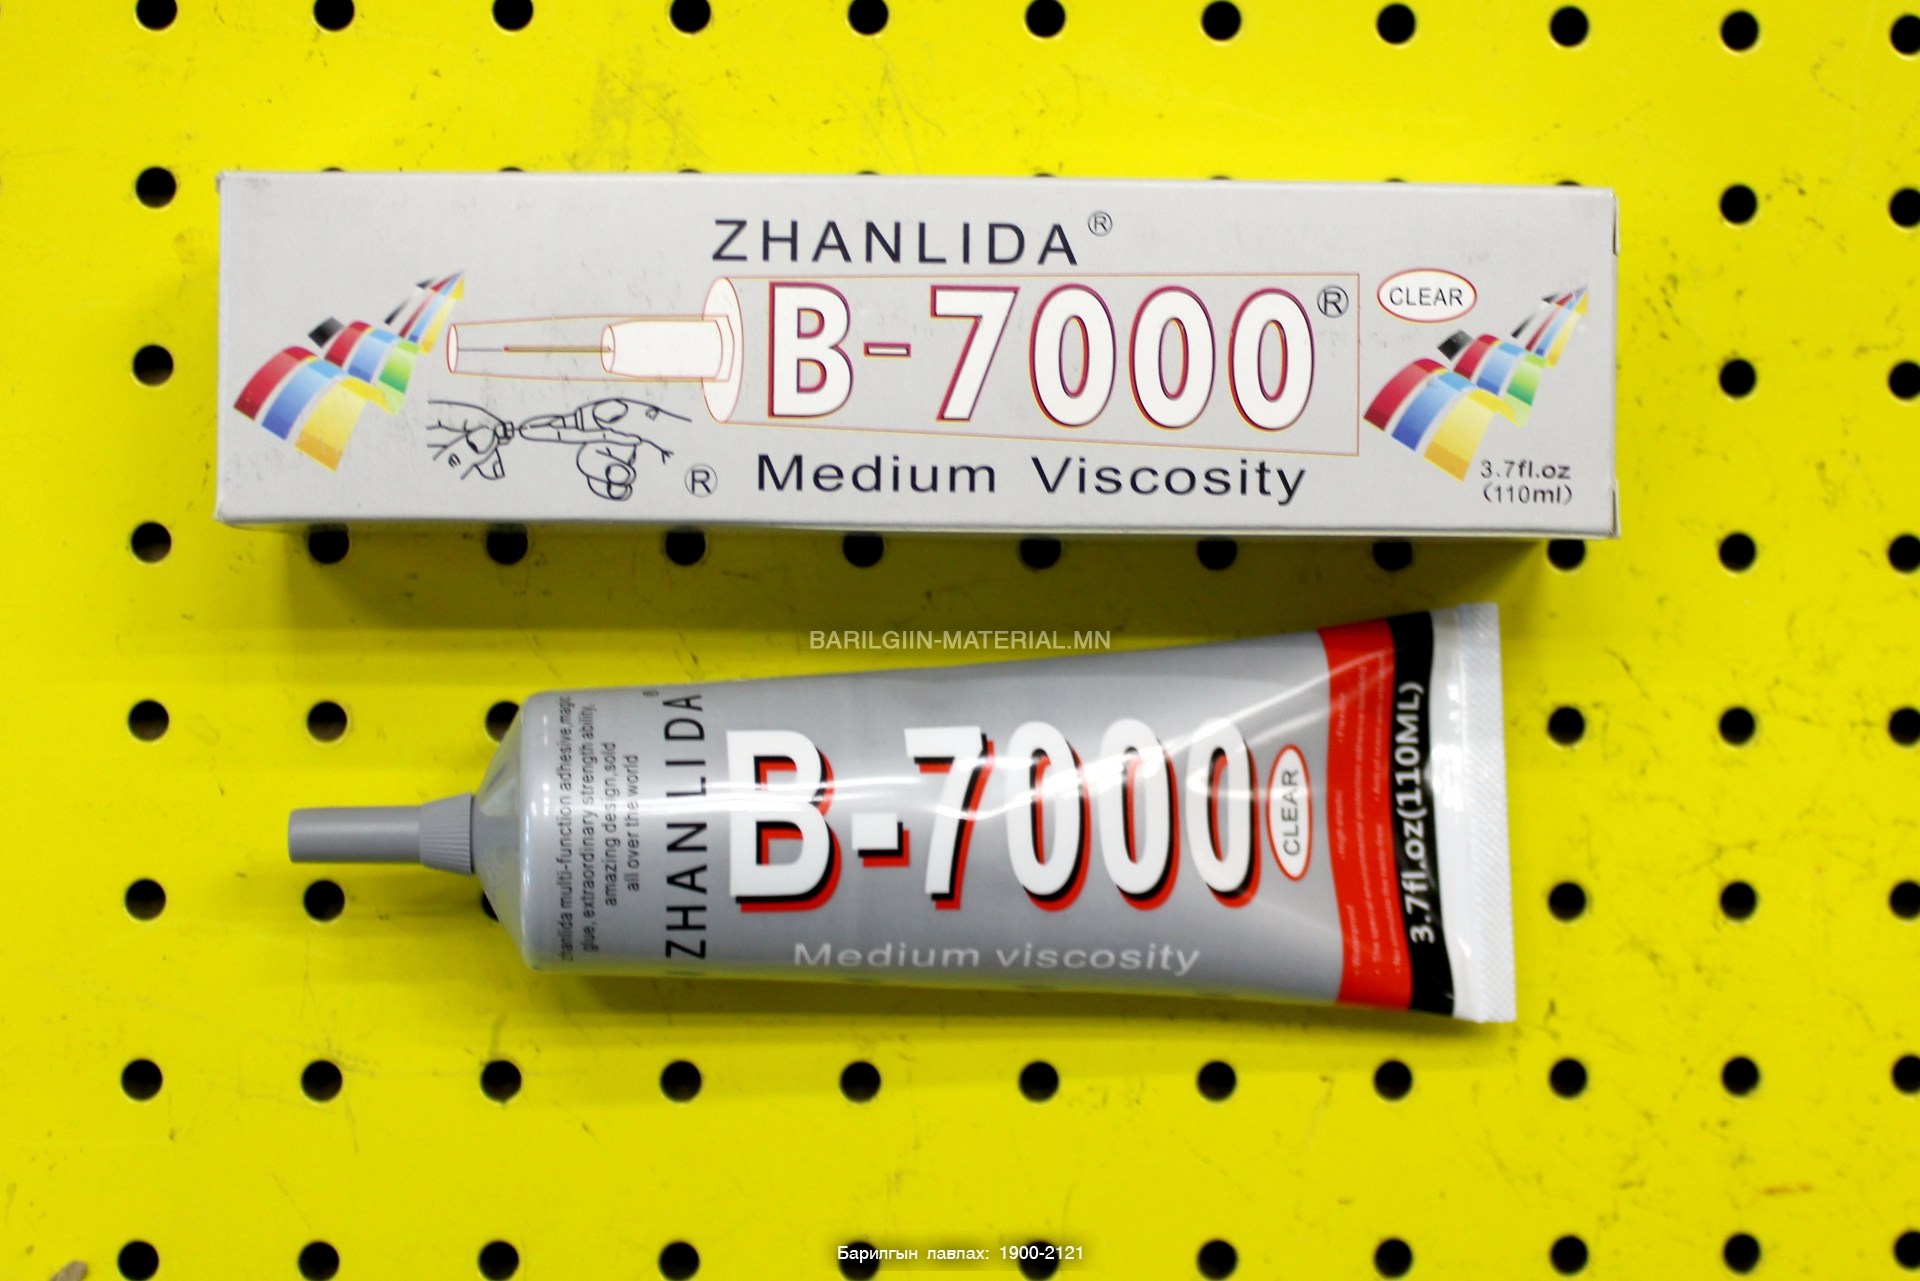 ZHANLIDA®
B-7000®
CLEAR
® Medium Viscosity
3.7fl.oz
(110ml)
BARILGIIN-MATERIAL.MN
zhanlida multi-function adhesive,magic
glue, extraordinary strength ability,
amazing design,sold
all over the world
ZHANLIDA®
B-7000
CLEAR
Medium viscosity
3.7fl.oz(110ML)
Барилгын лавлах: 1900-2121